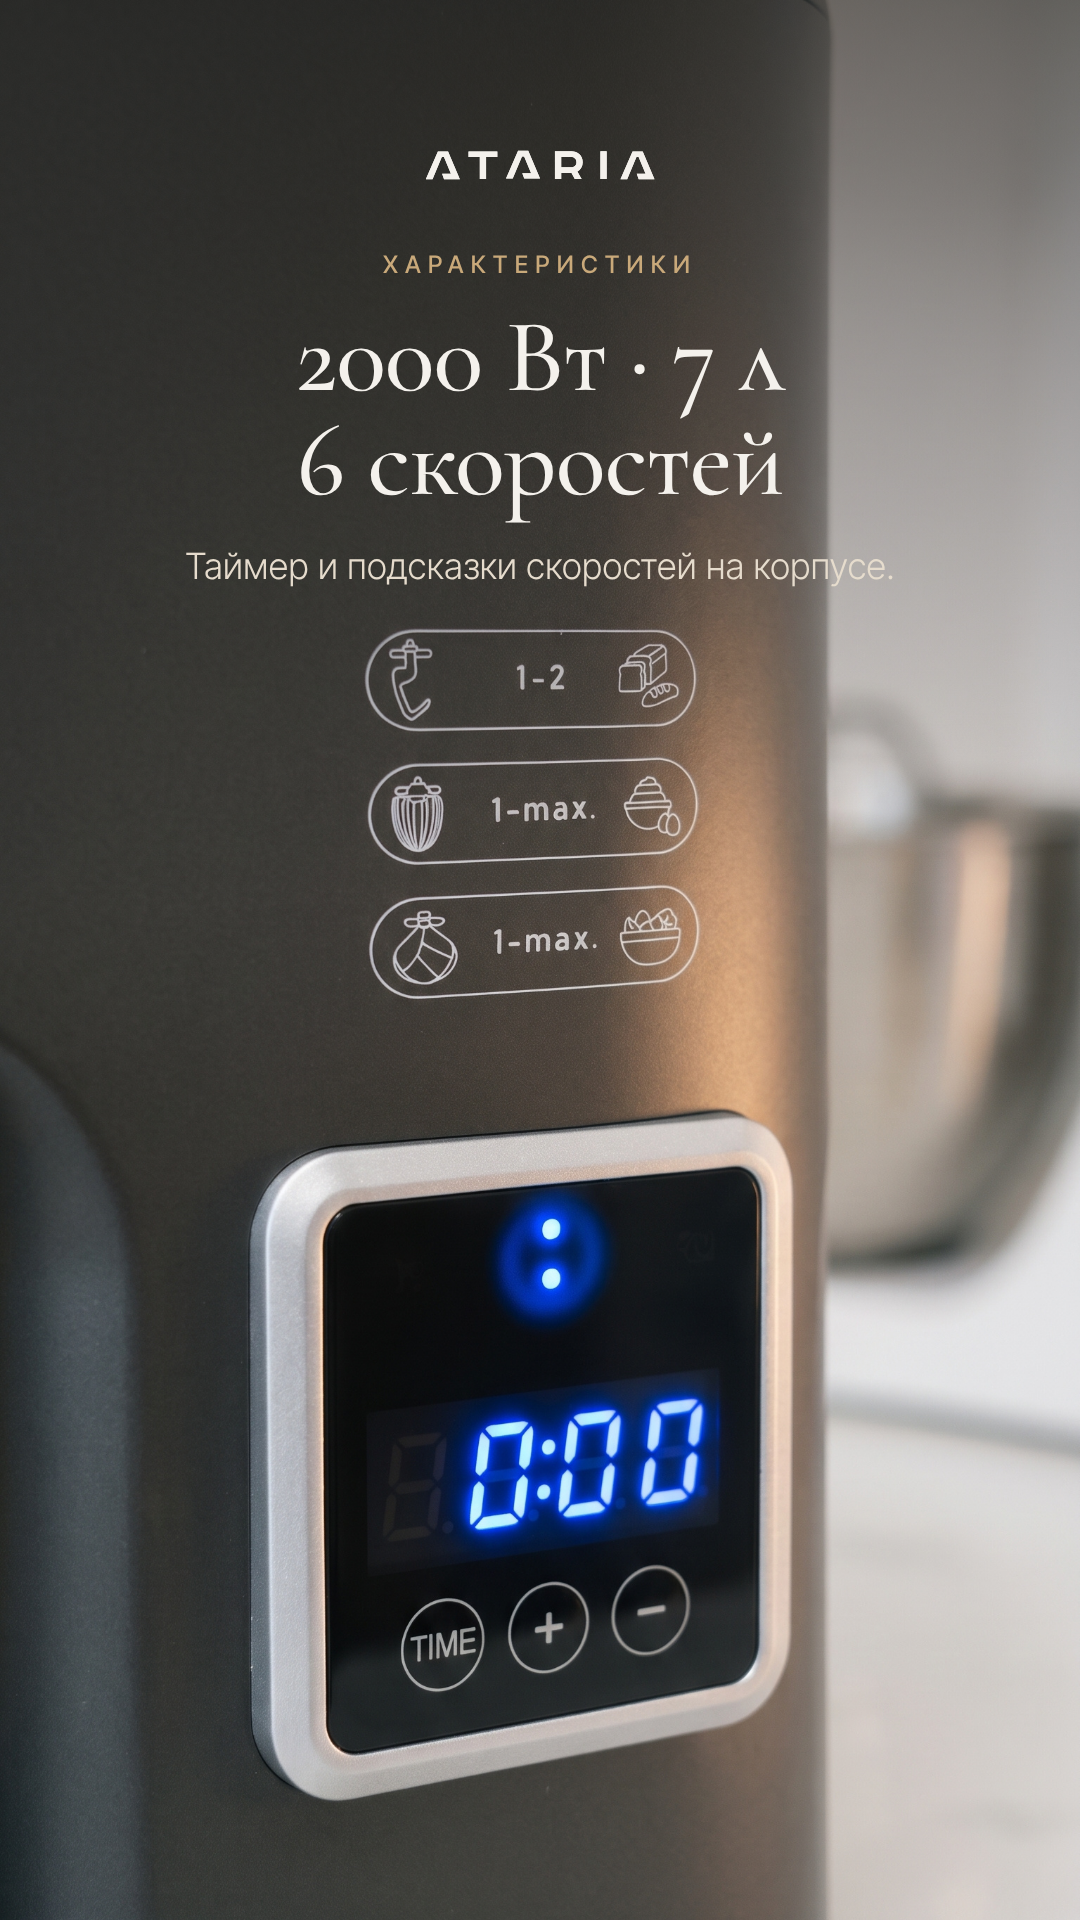 ATARIA
ХАРАКТЕРИСТИКИ
2000 Вт · 7 л
6 скоростей
Таймер и подсказки скоростей на корпусе.
1-2
1-max.
1-max.
0:00
TIME + −